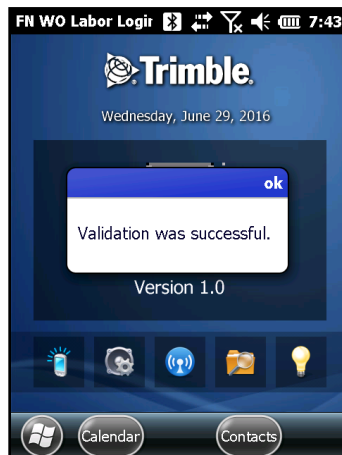 FN WO Labor Login 7:43
Trimble.
Wednesday, June 29, 2016
ok
Validation was successful.
Version 1.0
Calendar Contacts